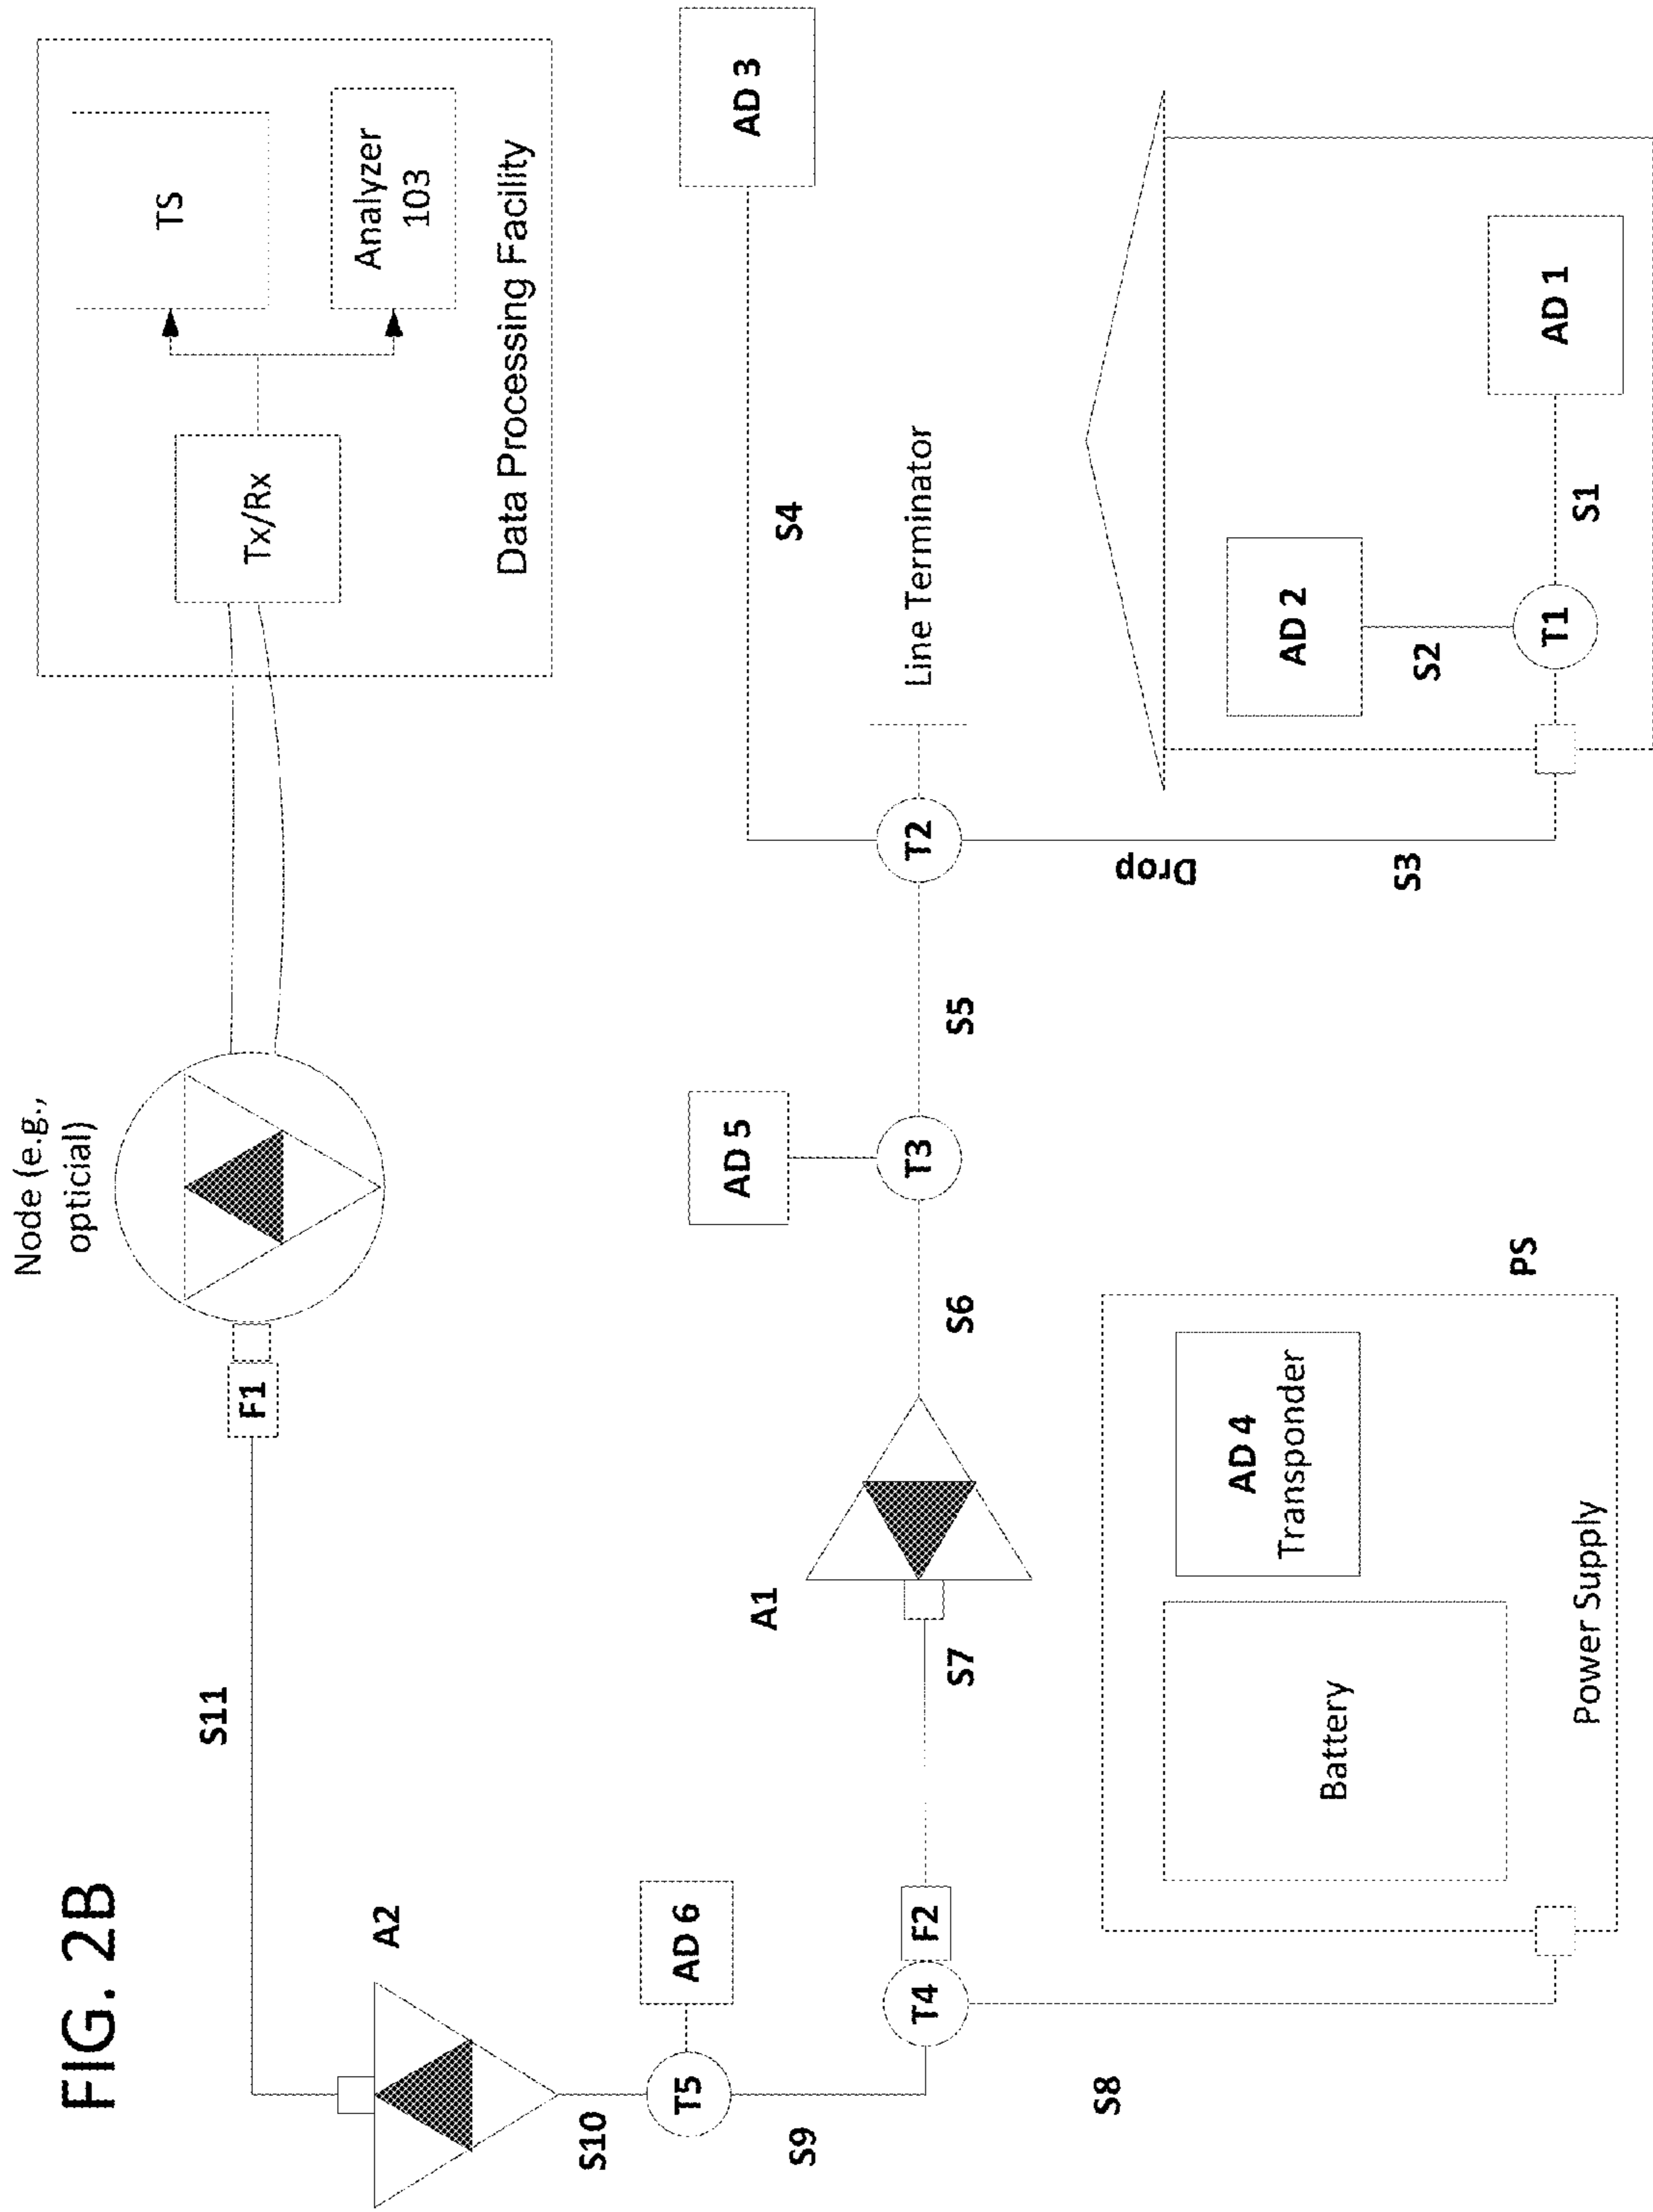 FIG. 2B
Node (e.g.,
opticial)
F1
S11
A2
S10
T5
AD 6
S9
T4
F2
S8
S7
A1
S6
T3
AD 5
S5
T2
Line Terminator
S4
AD 3
Drop
S3
T1
S2
AD 2
S1
AD 1
Tx/Rx
TS
Analyzer
103
Data Processing Facility
Battery
AD 4
Transponder
Power Supply
PS